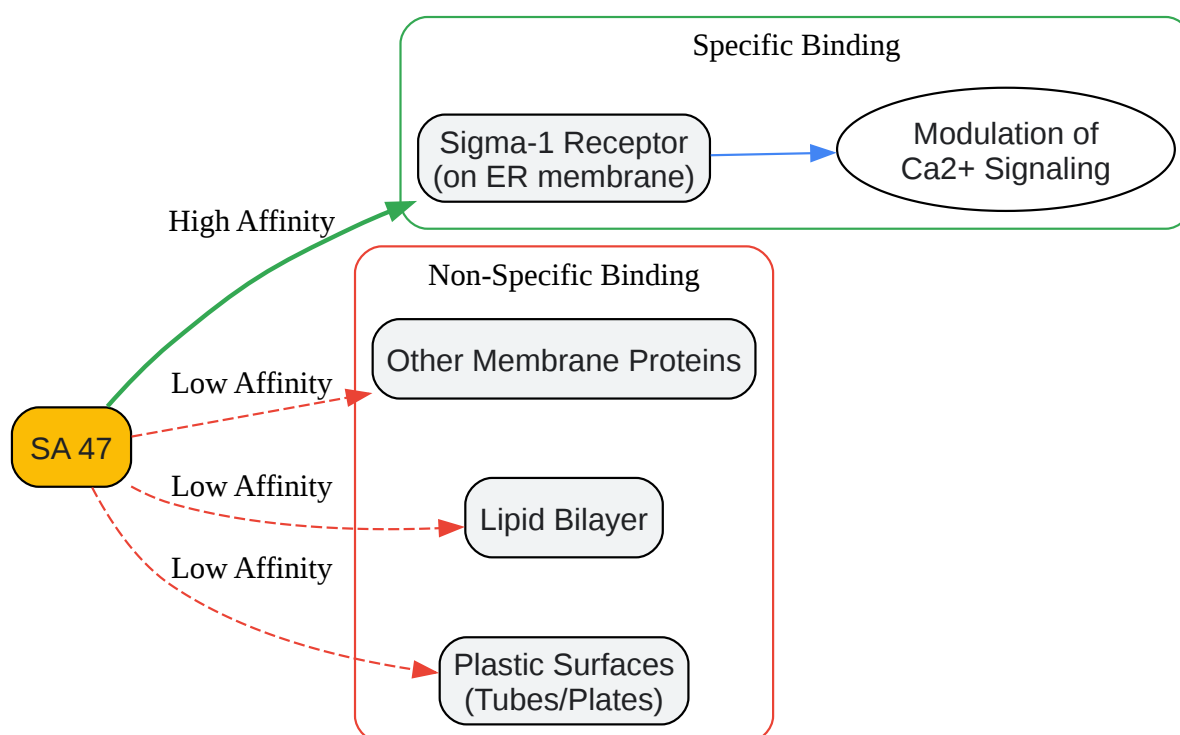 Specific Binding
Sigma-1 Receptor
(on ER membrane)
Modulation of
Ca2+ Signaling
High Affinity
Non-Specific Binding
Other Membrane Proteins
Low Affinity
SA 47
Low Affinity
Lipid Bilayer
Low Affinity
Plastic Surfaces
(Tubes/Plates)